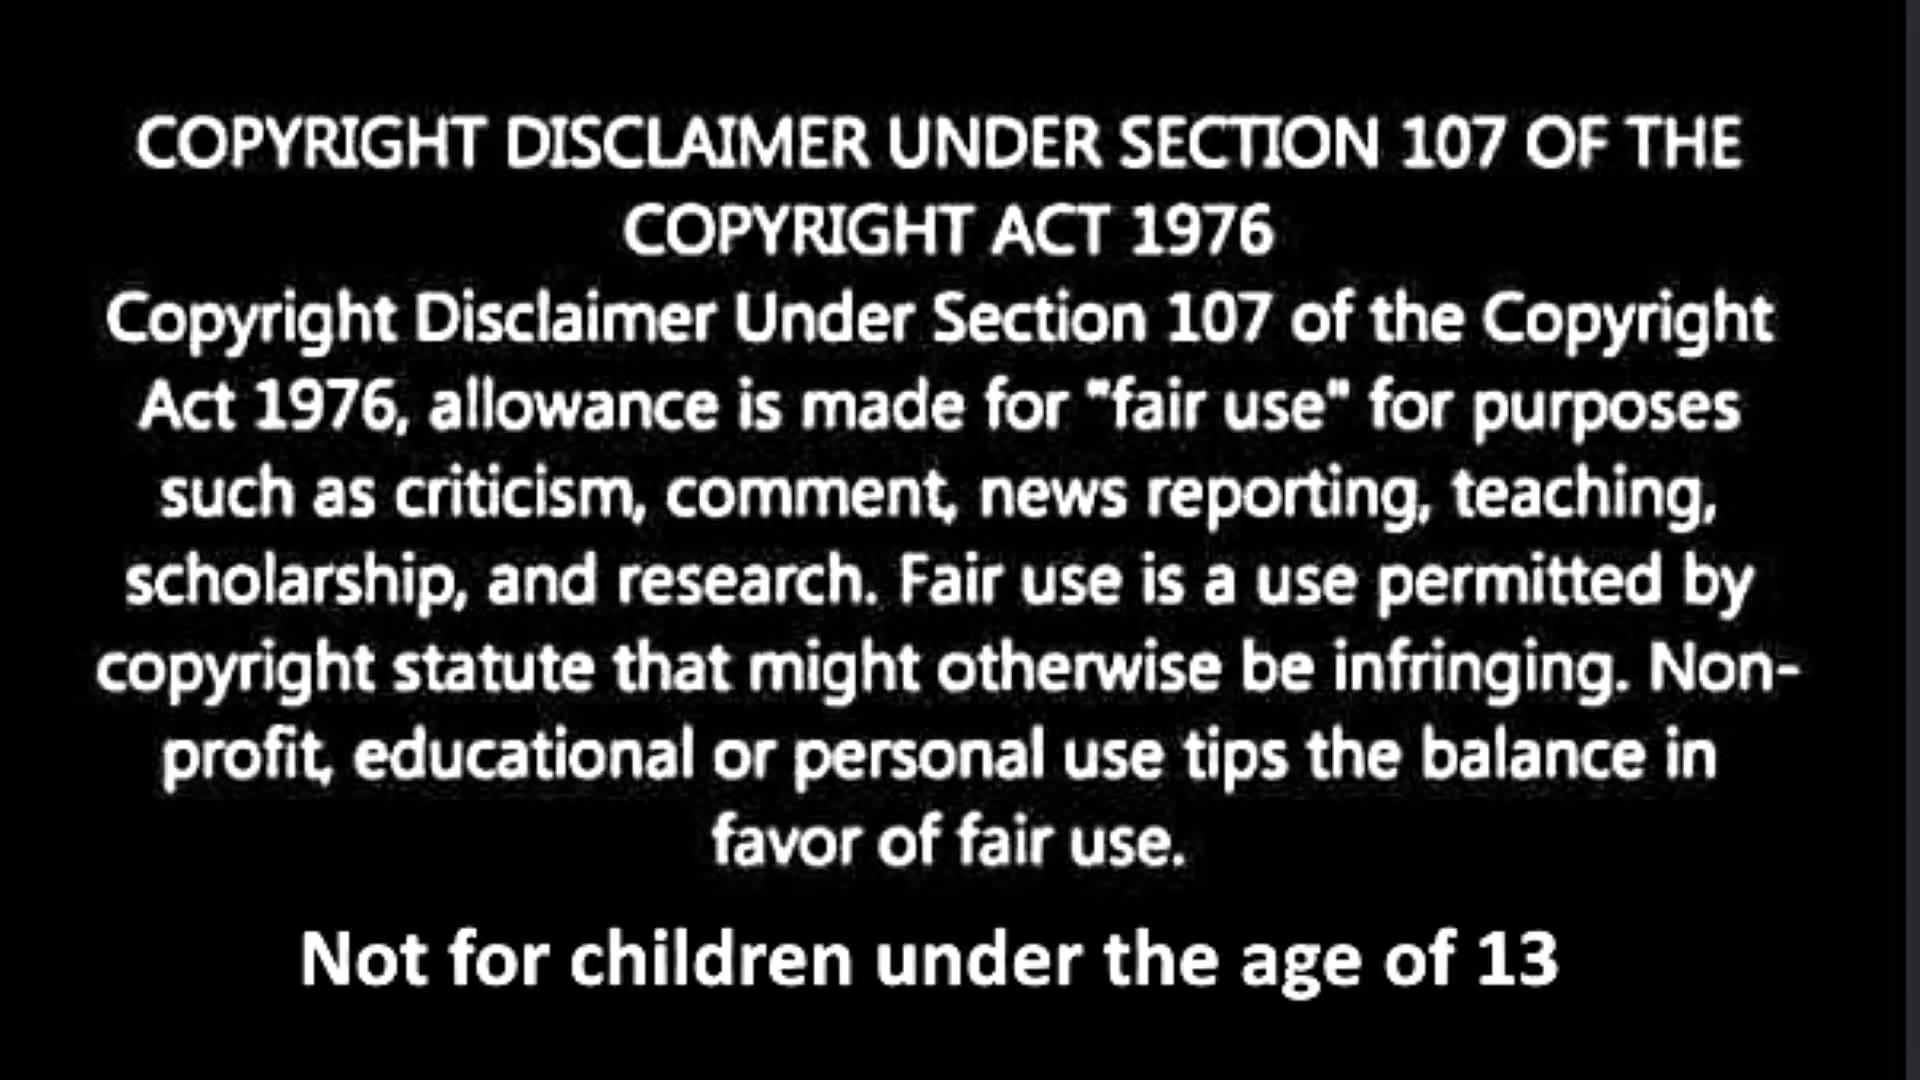 COPYRIGHT DISCLAIMER UNDER SECTION 107 OF THE
COPYRIGHT ACT 1976
Copyright Disclaimer Under Section 107 of the Copyright
Act 1976, allowance is made for "fair use" for purposes
such as criticism, comment, news reporting, teaching,
scholarship, and research. Fair use is a use permitted by
copyright statute that might otherwise be infringing. Non-
profit, educational or personal use tips the balance in
favor of fair use.
Not for children under the age of 13